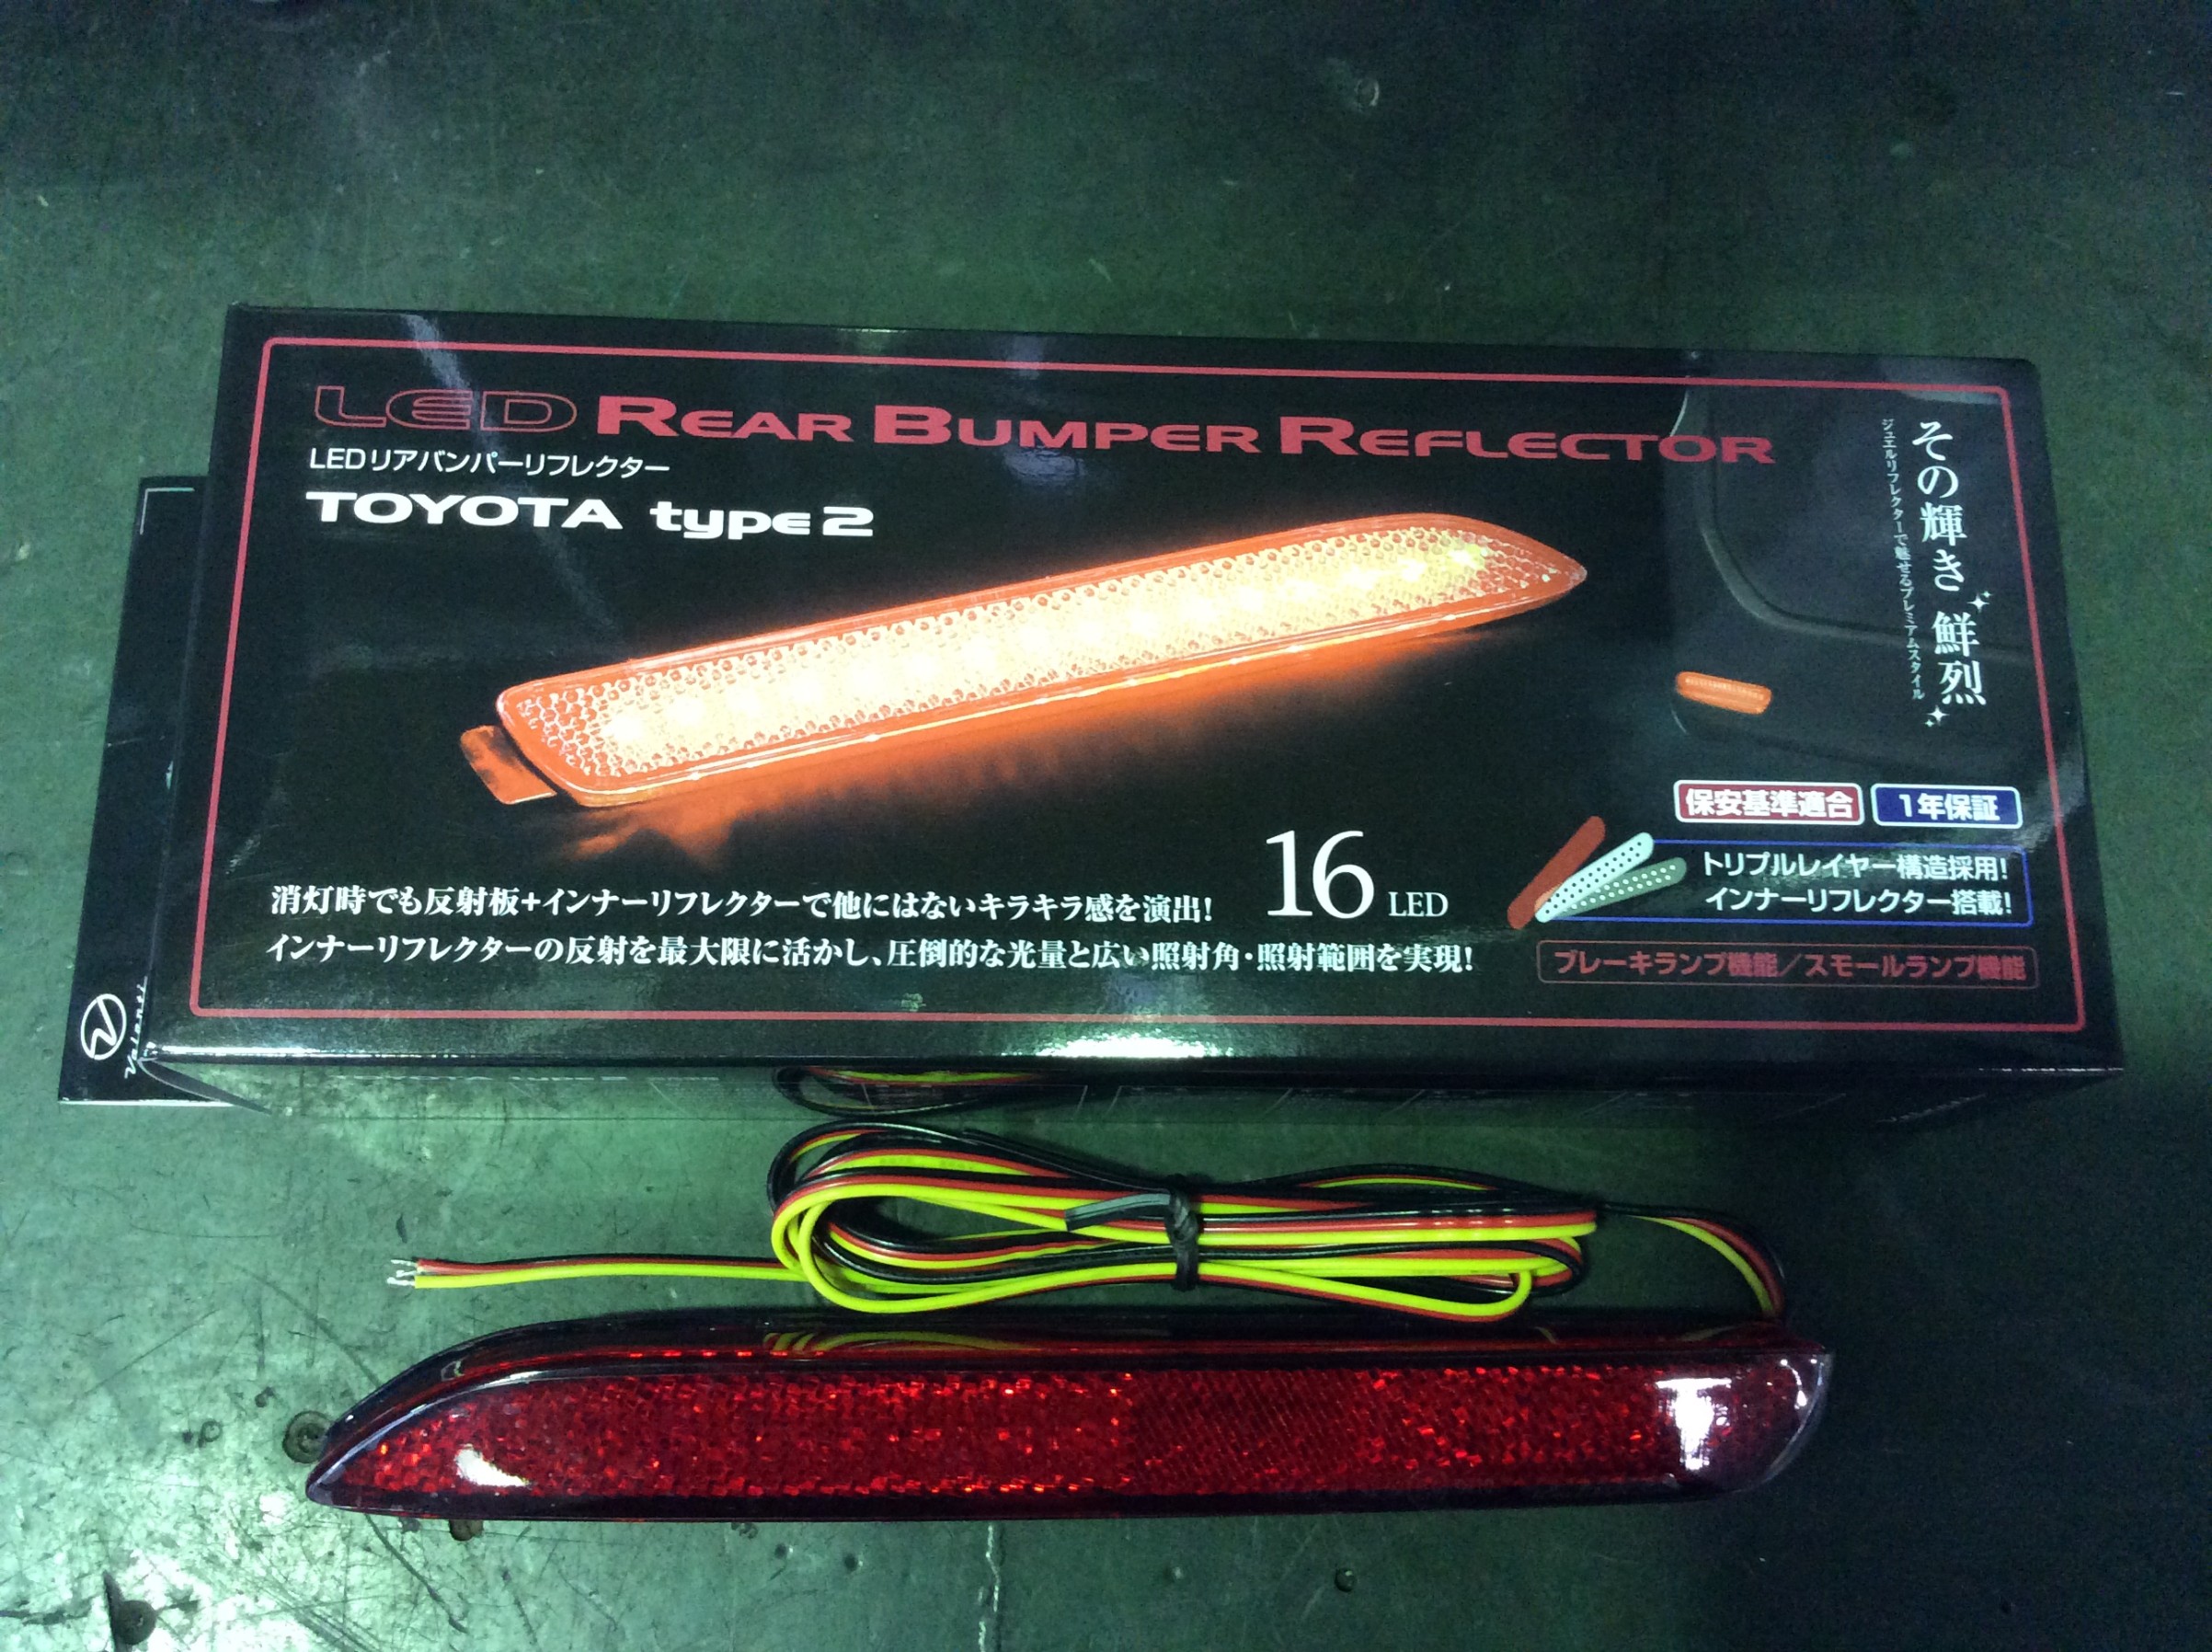 LED REAR BUMPER REFLECTOR
LEDリアバンパーリフレクター
TOYOTA type2
その輝き 鮮烈
ジュエルリフレクターで魅せるプレミアムスタイル
保安基準適合
1年保証
16 LED
トリプルレイヤー構造採用!
インナーリフレクター搭載!
消灯時でも反射板+インナーリフレクターで他にはないキラキラ感を演出!
インナーリフレクターの反射を最大限に活かし、圧倒的な光量と広い照射角・照射範囲を実現!
ブレーキランプ機能/スモールランプ機能
Valenti